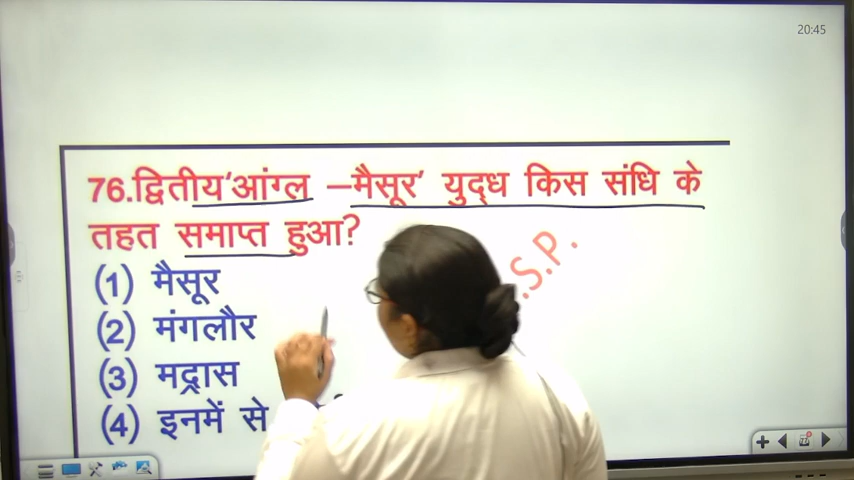 20:45
76.द्वितीय'आंग्ल –मैसूर' युद्ध किस संधि के
तहत समाप्त हुआ?
.S.P.
(1) मैसूर
(2) मंगलौर
(3) मद्रास
(4) इनमें से